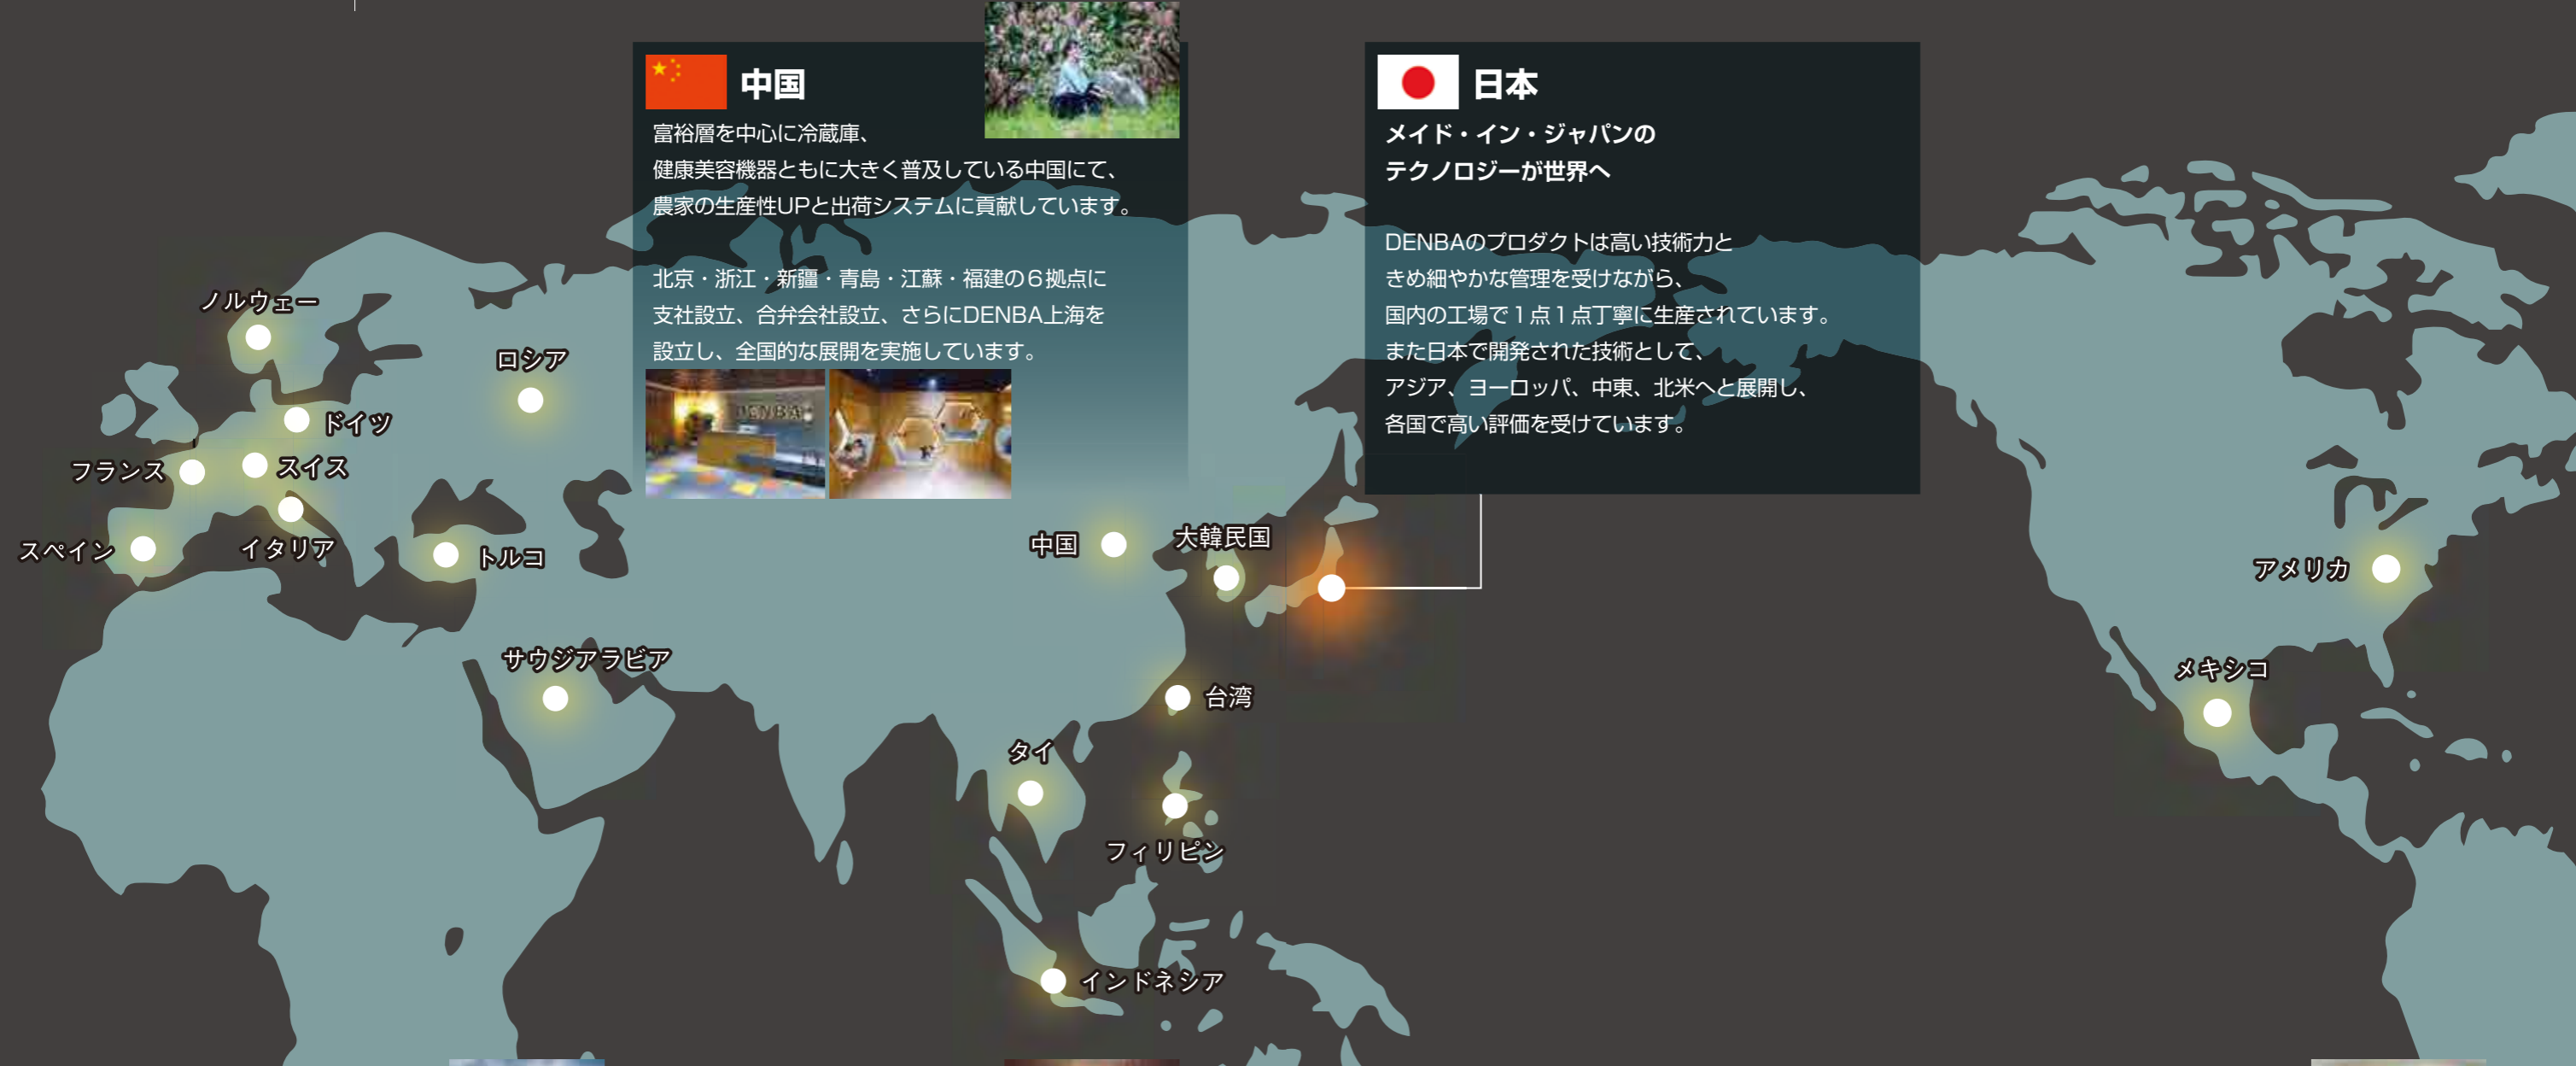 中国
富裕層を中心に冷蔵庫、
健康美容機器ともに大きく普及している中国にて、
農家の生産性UPと出荷システムに貢献しています。
北京・浙江・新疆・青島・江蘇・福建の６拠点に
支社設立、合弁会社設立、さらにDENBA上海を
設立し、全国的な展開を実施しています。
DENBA
日本
メイド・イン・ジャパンの
テクノロジーが世界へ
DENBAのプロダクトは高い技術力と
きめ細やかな管理を受けながら、
国内の工場で１点１点丁寧に生産されています。
また日本で開発された技術として、
アジア、ヨーロッパ、中東、北米へと展開し、
各国で高い評価を受けています。
ノルウェー
ロシア
ドイツ
フランス
スイス
スペイン
イタリア
トルコ
中国
大韓民国
アメリカ
サウジアラビア
メキシコ
台湾
タイ
フィリピン
インドネシア